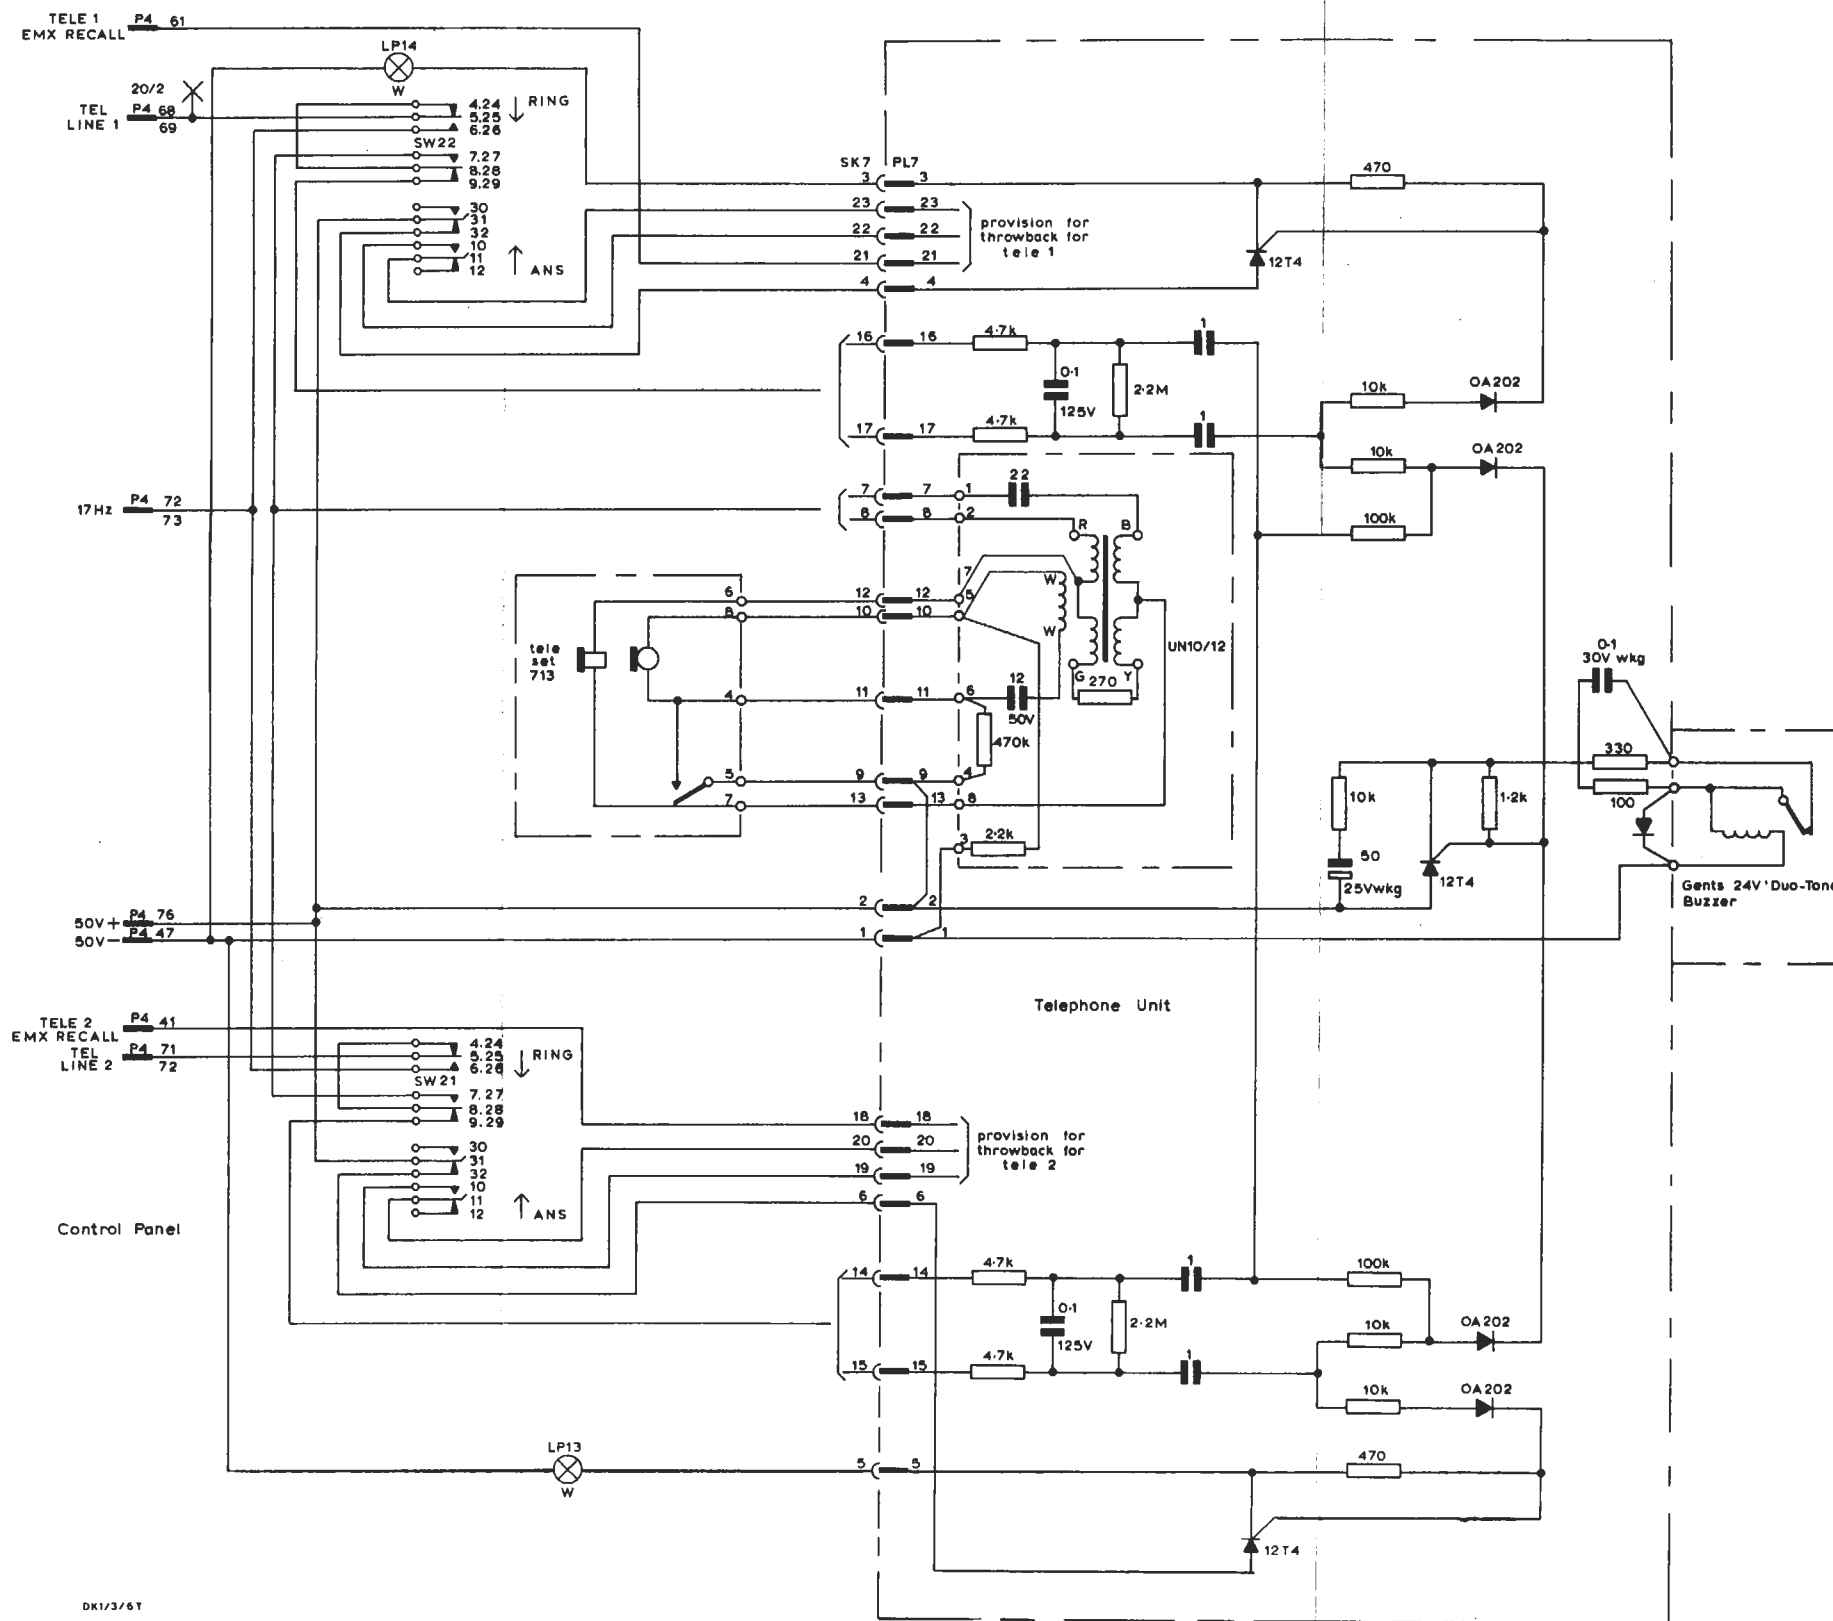 TELE 1
EMX RECALL
P4 61
LP14
W
20/2
TEL
LINE 1
P4 68
69
4.24
5.25
6.26
RING
SW22
7.27
8.28
9.29
30
31
32
10
11
12
ANS
SK7 PL7
3 3
23 23
22 22
21 21
4 4
provision for
throwback for
tele 1
470
12T4
16 16
4·7k
1
0·1
125V
2·2M
17 17
4·7k
1
10k
OA202
10k
OA202
100k
17Hz
P4 72
73
7 7
8 8
1
2
22
R B
7
5
W
W
G Y
270
UN10/12
12 12
10 10
6
8
tele
set
713
4
11 11
6
12
50V
470k
5
9 9
4
7
13 13
8
3
2·2k
0·1
30V wkg
330
100
10k
1·2k
50
25Vwkg
12T4
Gents 24V 'Duo-Tone
Buzzer
50V+
P4 76
50V-
P4 47
2 2
1 1
Telephone Unit
TELE 2
EMX RECALL
P4 41
TEL
LINE 2
P4 71
72
4.24
5.25
6.26
RING
SW21
7.27
8.28
9.29
30
31
32
10
11
12
ANS
18 18
20 20
19 19
6 6
provision for
throwback for
tele 2
Control Panel
14 14
4·7k
1
0·1
125V
2·2M
15 15
4·7k
1
100k
10k
OA202
10k
OA202
LP13
W
5 5
470
12T4
DK1/3/6T